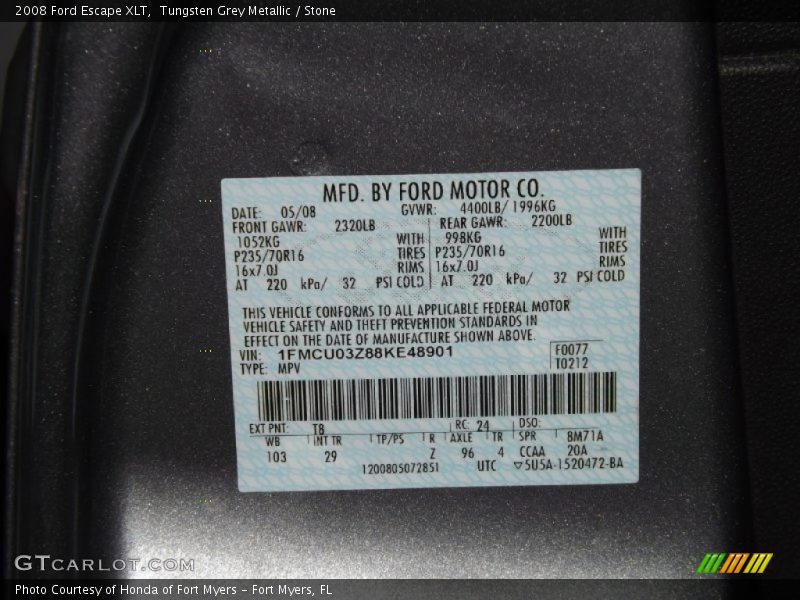 2008 Ford Escape XLT,  Tungsten Grey Metallic / Stone
MFD. BY FORD MOTOR CO.
DATE: 05/08 GVWR: 4400LB/ 1996KG
FRONT GAWR: 2320LB REAR GAWR: 2200LB
1052KG WITH 998KG WITH
P235/70R16 TIRES P235/70R16 TIRES
16x7.0J RIMS 16x7.0J RIMS
AT 220 kPa/ 32 PSI COLD AT 220 kPa/ 32 PSI COLD
THIS VEHICLE CONFORMS TO ALL APPLICABLE FEDERAL MOTOR
VEHICLE SAFETY AND THEFT PREVENTION STANDARDS IN
EFFECT ON THE DATE OF MANUFACTURE SHOWN ABOVE.
VIN: 1FMCU03Z88KE48901 F0077
TYPE: MPV T0212
EXT PNT: T8 RC: 24 DSO:
WB INT TR TP/PS R AXLE TR SPR 8M71A
103 29 Z 96 4 CCAA 20A
1200805072851 UTC ▽5U5A-1520472-BA
GTCARLOT.COM
Photo Courtesy of Honda of Fort Myers – Fort Myers, FL